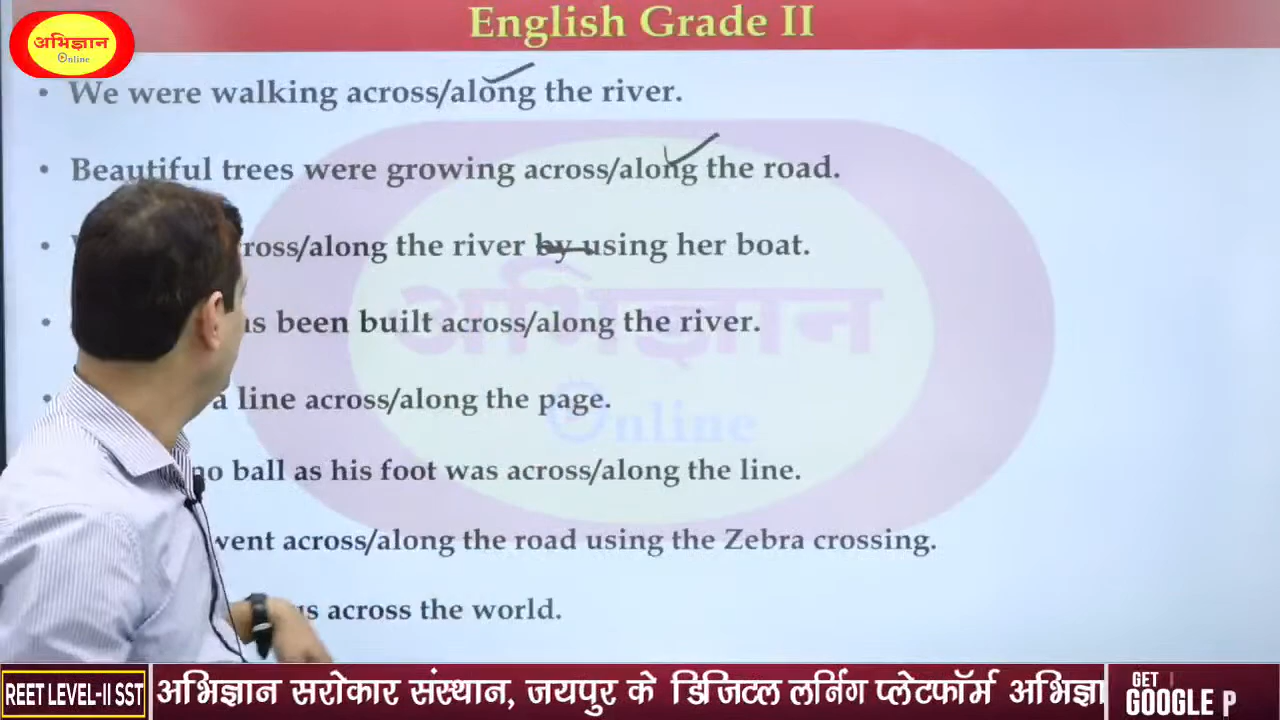 English Grade II
अभिज्ञान
Online
We were walking across/along the river.
Beautiful trees were growing across/along the road.
/along the river by using her boat.
been built across/along the river.
a line across/along the page.
no ball as his foot was across/along the line.
went across/along the road using the Zebra crossing.
across the world.
अभिज्ञान
Online
REET LEVEL-II SST
अभिज्ञान सरोकार संस्थान, जयपुर के डिजिटल लर्निंग प्लेटफॉर्म
GET
GOOGLE P